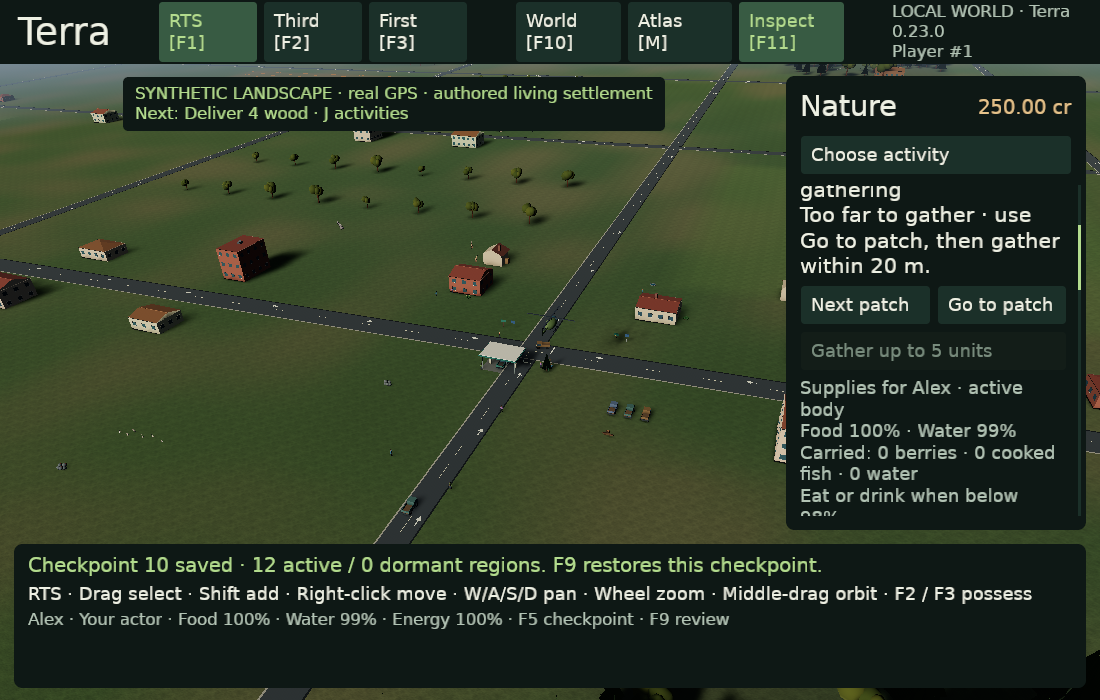 Terra
RTS
[F1]
Third
[F2]
First
[F3]
World
[F10]
Atlas
[M]
Inspect
[F11]
LOCAL WORLD · Terra
0.23.0
Player #1
SYNTHETIC LANDSCAPE · real GPS · authored living settlement
Next: Deliver 4 wood · J activities
Nature
250.00 cr
Choose activity
gathering
Too far to gather · use
Go to patch, then gather
within 20 m.
Next patch
Go to patch
Gather up to 5 units
Supplies for Alex · active
body
Food 100% · Water 99%
Carried: 0 berries · 0 cooked
fish · 0 water
Eat or drink when below
98%
Checkpoint 10 saved · 12 active / 0 dormant regions. F9 restores this checkpoint.
RTS · Drag select · Shift add · Right-click move · W/A/S/D pan · Wheel zoom · Middle-drag orbit · F2 / F3 possess
Alex · Your actor · Food 100% · Water 99% · Energy 100% · F5 checkpoint · F9 review